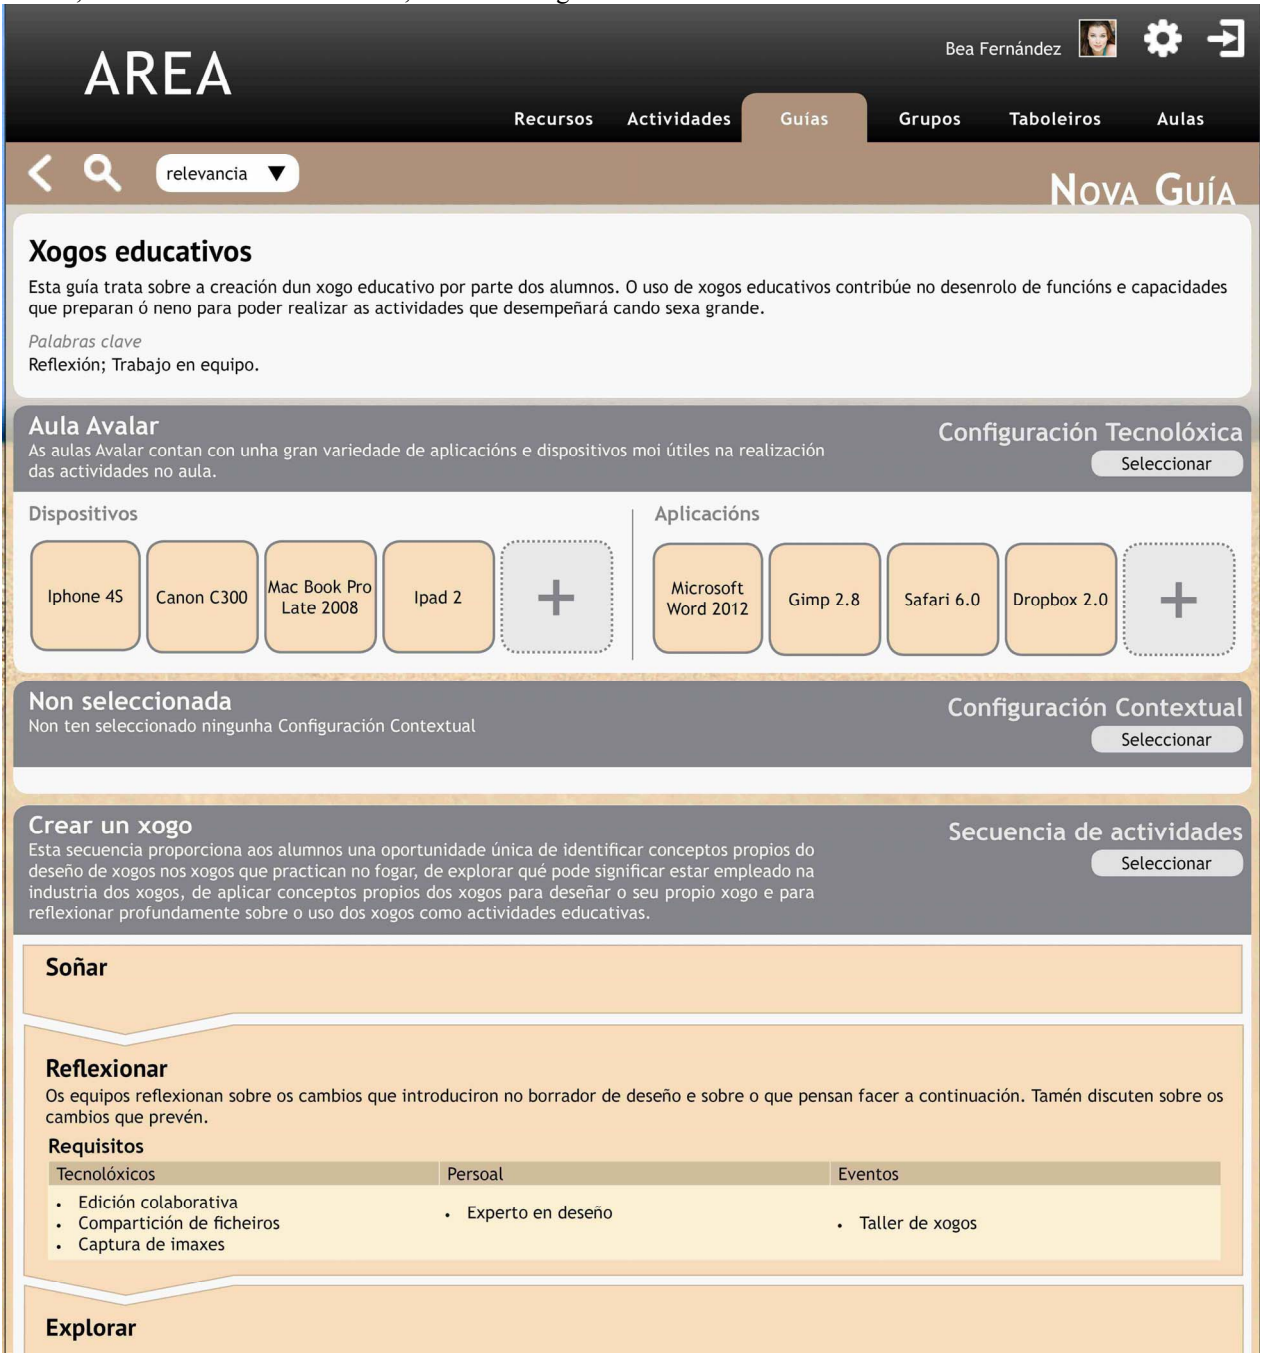 Bea Fernández
AREA
Recursos Actividades Guías Grupos Taboleiros Aulas
relevancia
Nova Guía
Xogos educativos
Esta guía trata sobre a creación dun xogo educativo por parte dos alumnos. O uso de xogos educativos contribúe no desenrolo de funcións e capacidades
que preparan ó neno para poder realizar as actividades que desempeñará cando sexa grande.
Palabras clave
Reflexión; Trabajo en equipo.
Aula Avalar
As aulas Avalar contan con unha gran variedade de aplicacións e dispositivos moi útiles na realización
das actividades no aula.
Configuración Tecnolóxica
Seleccionar
Dispositivos
Iphone 4S
Canon C300
Mac Book Pro
Late 2008
Ipad 2
+
Aplicacións
Microsoft
Word 2012
Gimp 2.8
Safari 6.0
Dropbox 2.0
+
Non seleccionada
Non ten seleccionado ningunha Configuración Contextual
Configuración Contextual
Seleccionar
Crear un xogo
Esta secuencia proporciona aos alumnos una oportunidade única de identificar conceptos propios do
deseño de xogos nos xogos que practican no fogar, de explorar qué pode significar estar empleado na
industria dos xogos, de aplicar conceptos propios dos xogos para deseñar o seu propio xogo e para
reflexionar profundamente sobre o uso dos xogos como actividades educativas.
Secuencia de actividades
Seleccionar
Soñar
Reflexionar
Os equipos reflexionan sobre os cambios que introduciron no borrador de deseño e sobre o que pensan facer a continuación. Tamén discuten sobre os
cambios que prevén.
Requisitos
Tecnolóxicos Persoal Eventos
• Edición colaborativa
• Compartición de ficheiros
• Captura de imaxes
• Experto en deseño
• Taller de xogos
Explorar